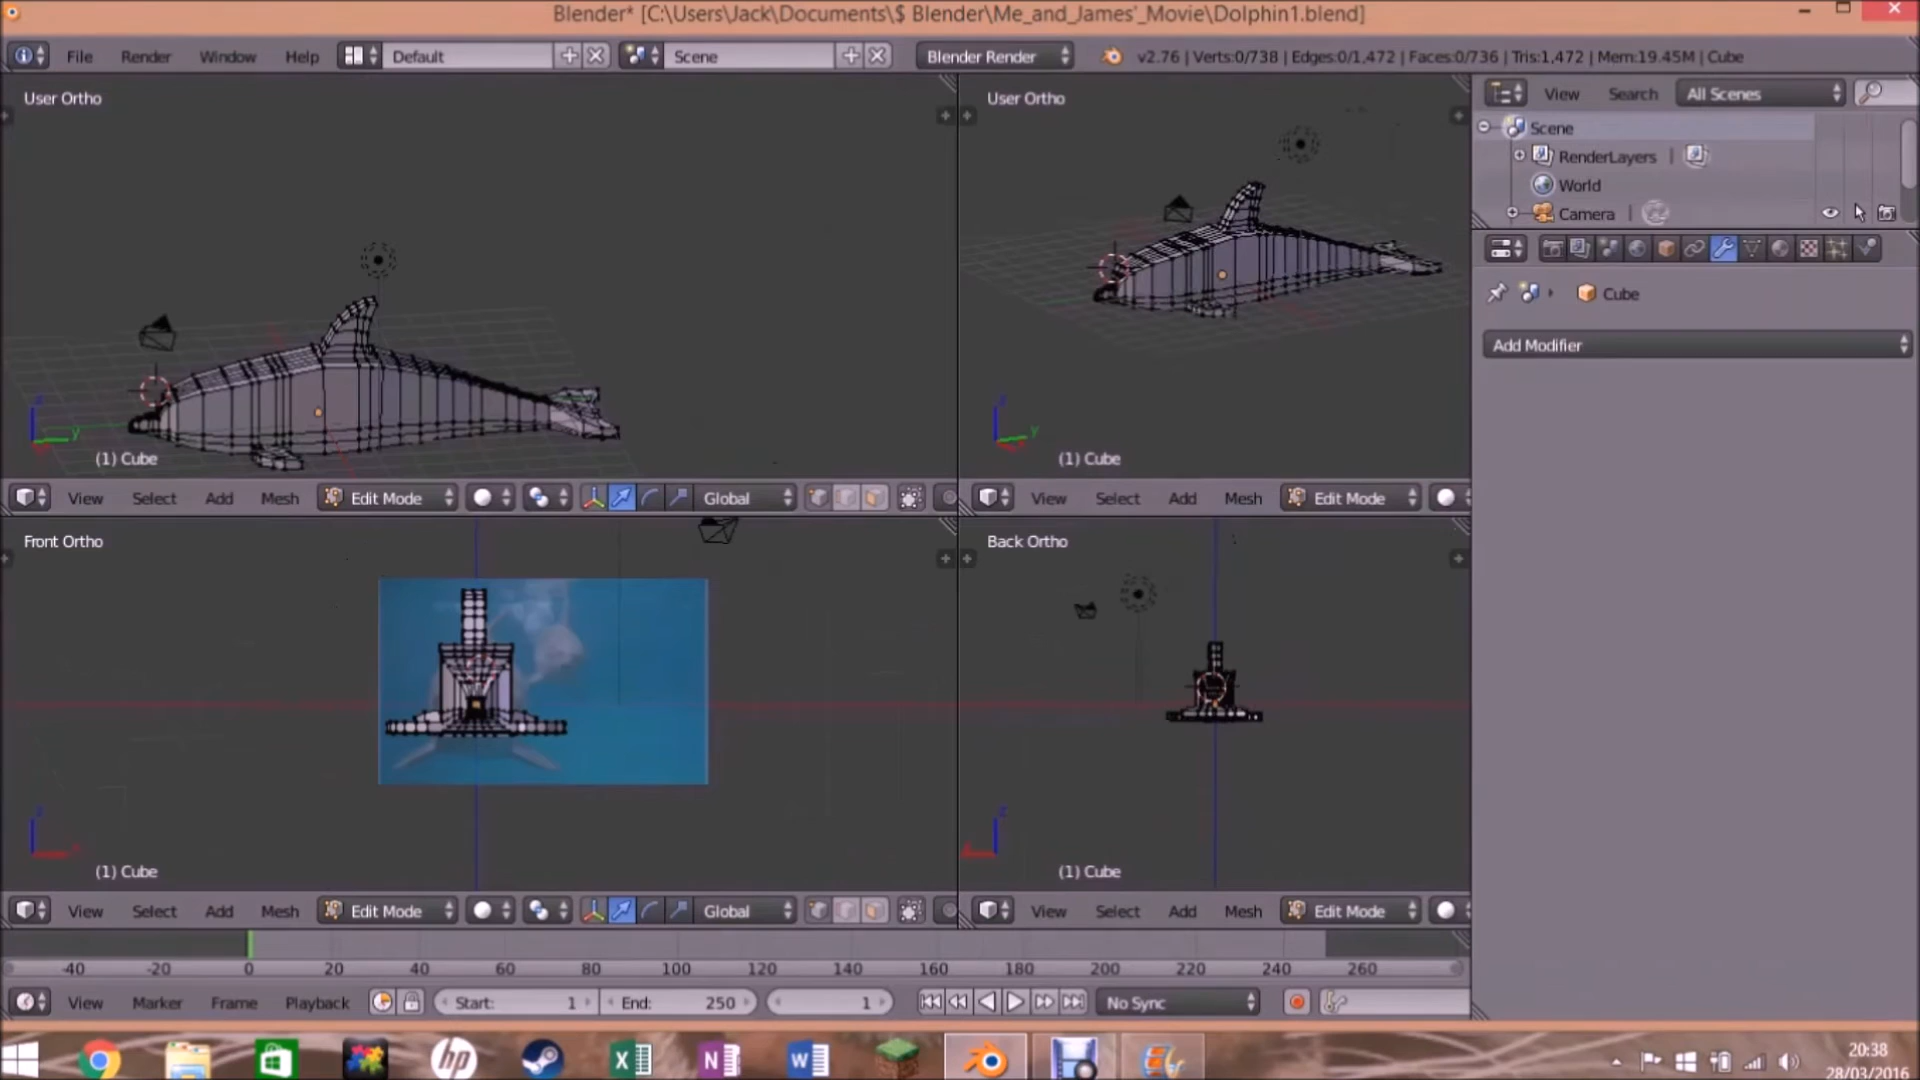 Blender* [C:\Users\Jack\Documents\$ Blender\Me_and_James'_Movie\Dolphin1.blend]
File Render Window Help Default Scene Blender Render v2.76 | Verts:0/738 | Edges:0/1,472 | Faces:0/736 | Tris:1,472 | Mem:19.45M | Cube
User Ortho
(1) Cube
View Select Add Mesh Edit Mode Global
User Ortho
(1) Cube
View Select Add Mesh Edit Mode
View Search All Scenes
Scene
RenderLayers
World
Camera
Cube
Add Modifier
Front Ortho
(1) Cube
View Select Add Mesh Edit Mode Global
Back Ortho
(1) Cube
View Select Add Mesh Edit Mode
-40 -20 0 20 40 60 80 100 120 140 160 180 200 220 240 260
View Marker Frame Playback Start: 1 End: 250 1 No Sync
hp X N W
20:38
28/03/2016